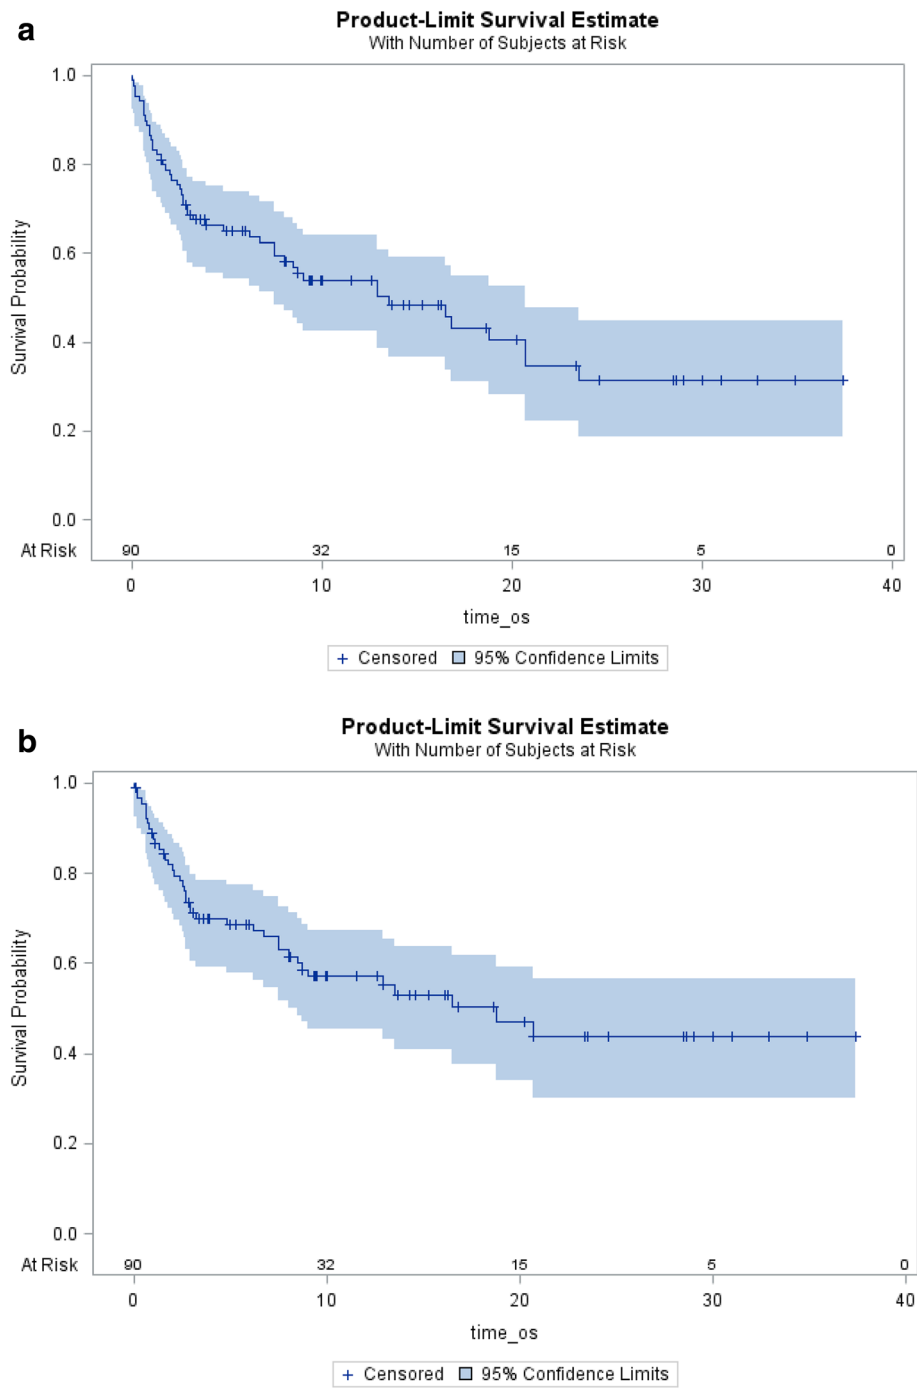 a
Product-Limit Survival Estimate
With Number of Subjects at Risk
1.0
0.8
0.6
0.4
0.2
0.0
Survival Probability
At Risk 90 32 15 5 0
0 10 20 30 40
time_os
+ Censored 95% Confidence Limits
b
Product-Limit Survival Estimate
With Number of Subjects at Risk
1.0
0.8
0.6
0.4
0.2
0.0
Survival Probability
At Risk 90 32 15 5 0
0 10 20 30 40
time_os
+ Censored 95% Confidence Limits